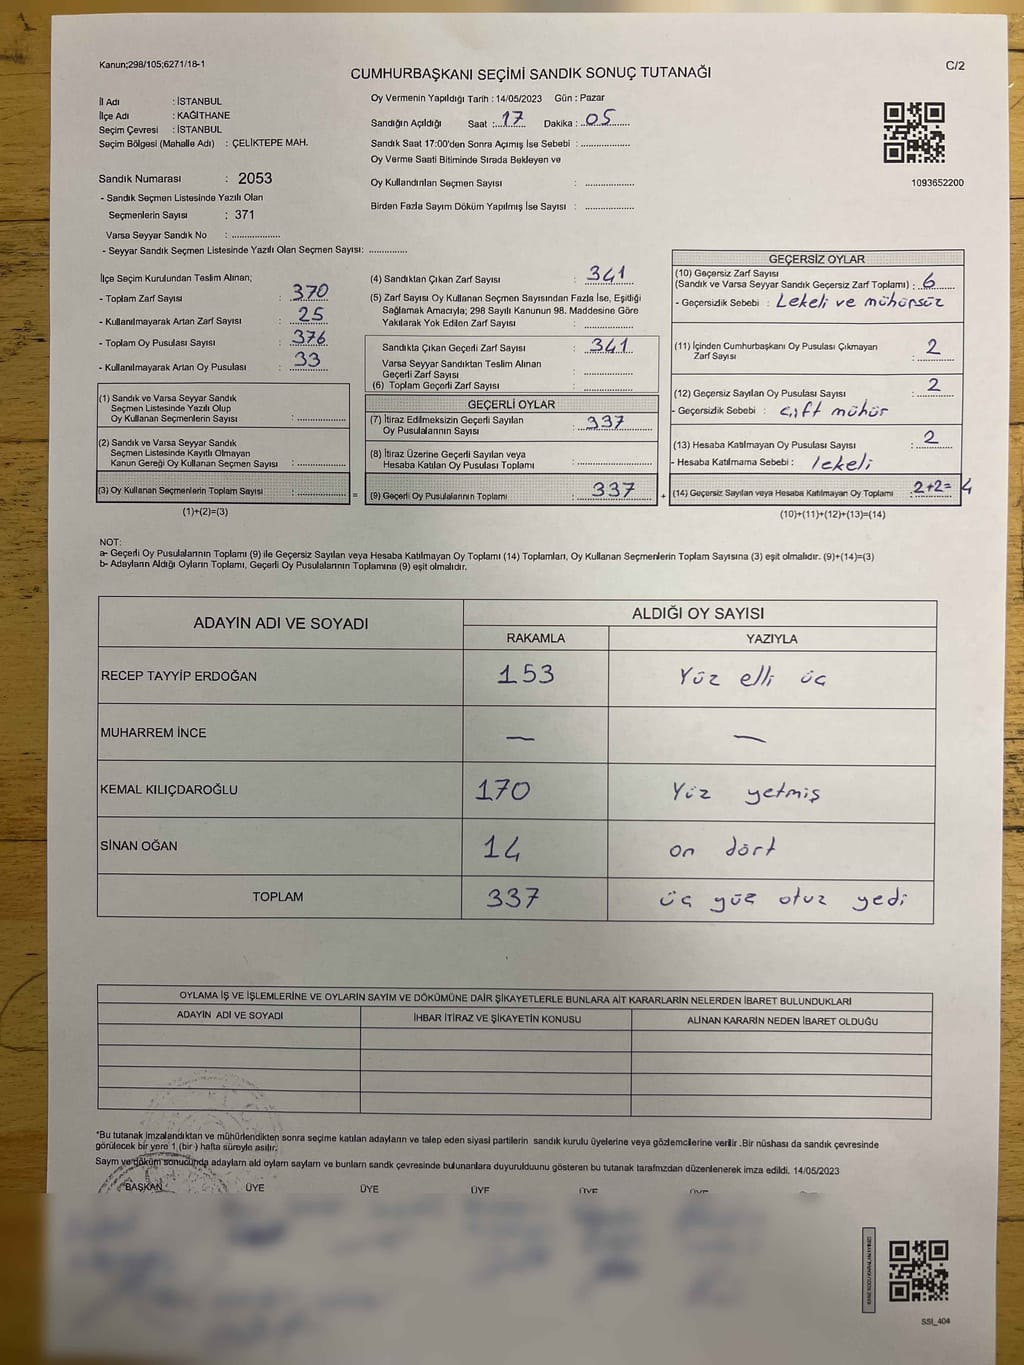 Kanun;298/105;6271/18-1
C/2
CUMHURBAŞKANI SEÇİMİ SANDIK SONUÇ TUTANAĞI
İl Adı : İSTANBUL
İlçe Adı : KAĞITHANE
Seçim Çevresi : İSTANBUL
Seçim Bölgesi (Mahalle Adı) : ÇELİKTEPE MAH.
Sandık Numarası : 2053
- Sandık Seçmen Listesinde Yazılı Olan
Seçmenlerin Sayısı : 371
Varsa Seyyar Sandık No : ..............
- Seyyar Sandık Seçmen Listesinde Yazılı Olan Seçmen Sayısı: ............
Oy Vermenin Yapıldığı Tarih : 14/05/2023 Gün : Pazar
Sandığın Açıldığı Saat : 17 Dakika : 05
Sandık Saat 17:00'den Sonra Açımış İse Sebebi : ..............
Oy Verme Saati Bitiminde Sırada Bekleyen ve
Oy Kullandırılan Seçmen Sayısı : ..............
Birden Fazla Sayım Döküm Yapılmış İse Sayısı : ..............
1093652200
İlçe Seçim Kurulundan Teslim Alınan;
- Toplam Zarf Sayısı : 370
- Kullanılmayarak Artan Zarf Sayısı : 25
- Toplam Oy Pusulası Sayısı : 376
- Kullanılmayarak Artan Oy Pusulası : 33
(1) Sandık ve Varsa Seyyar Sandık
Seçmen Listesinde Yazılı Olup
Oy Kullanan Seçmenlerin Sayısı : ..............
(2) Sandık ve Varsa Seyyar Sandık
Seçmen Listesinde Kayıtlı Olmayan
Kanun Gereği Oy Kullanan Seçmen Sayısı : ..............
(3) Oy Kullanan Seçmenlerin Toplam Sayısı : ..............
(1)+(2)=(3)
(4) Sandıktan Çıkan Zarf Sayısı : 341
(5) Zarf Sayısı Oy Kullanan Seçmen Sayısından Fazla İse, Eşitliği
Sağlamak Amacıyla; 298 Sayılı Kanunun 98. Maddesine Göre
Yakılarak Yok Edilen Zarf Sayısı : ..............
Sandıkta Çıkan Geçerli Zarf Sayısı : 341
Varsa Seyyar Sandıktan Teslim Alınan
Geçerli Zarf Sayısı : ..............
(6) Toplam Geçerli Zarf Sayısı : ..............
GEÇERLİ OYLAR
(7) İtiraz Edilmeksizin Geçerli Sayılan
Oy Pusulalarının Sayısı : 337
(8) İtiraz Üzerine Geçerli Sayılan veya
Hesaba Katılan Oy Pusulası Toplamı : ..............
= (9) Geçerli Oy Pusulalarının Toplamı : 337 +
GEÇERSİZ OYLAR
(10) Geçersiz Zarf Sayısı
(Sandık ve Varsa Seyyar Sandık Geçersiz Zarf Toplamı) : 6
- Geçersizlik Sebebi : Lekeli ve mühürsüz
(11) İçinden Cumhurbaşkanı Oy Pusulası Çıkmayan
Zarf Sayısı : 2
(12) Geçersiz Sayılan Oy Pusulası Sayısı : 2
- Geçersizlik Sebebi : çift mühür
(13) Hesaba Katılmayan Oy Pusulası Sayısı : 2
- Hesaba Katılmama Sebebi : lekeli
(14) Geçersiz Sayılan veya Hesaba Katılmayan Oy Toplamı : 2+2= 4
(10)+(11)+(12)+(13)=(14)
NOT:
a- Geçerli Oy Pusulalarının Toplamı (9) ile Geçersiz Sayılan veya Hesaba Katılmayan Oy Toplamı (14) Toplamları, Oy Kullanan Seçmenlerin Toplam Sayısına (3) eşit olmalıdır. (9)+(14)=(3)
b- Adayların Aldığı Oyların Toplamı, Geçerli Oy Pusulalarının Toplamına (9) eşit olmalıdır.
ADAYIN ADI VE SOYADI
ALDIĞI OY SAYISI
RAKAMLA YAZIYLA
RECEP TAYYİP ERDOĞAN 153 Yüz elli üç
MUHARREM İNCE — —
KEMAL KILIÇDAROĞLU 170 Yüz yetmiş
SİNAN OĞAN 14 on dört
TOPLAM 337 üç yüz otuz yedi
OYLAMA İŞ VE İŞLEMLERİNE VE OYLARIN SAYIM VE DÖKÜMÜNE DAİR ŞİKAYETLERLE BUNLARA AİT KARARLARIN NELERDEN İBARET BULUNDUKLARI
ADAYIN ADI VE SOYADI İHBAR İTİRAZ VE ŞİKAYETİN KONUSU ALINAN KARARIN NEDEN İBARET OLDUĞU
*Bu tutanak imzalandıktan ve mühürlendikten sonra seçime katılan adayların ve talep eden siyasi partilerin sandık kurulu üyelerine veya gözlemcilerine verilir .Bir nüshası da sandık çevresinde
görülecek bir yere 1 (bir ) hafta süreyle asılır.
Sayım ve döküm sonucunda adayların ald oyların sayların ve bunların sandık çevresinde bulunanlara duyurulduunu gösteren bu tutanak tarafmzdan düzenlenerek imza edildi. 14/05/2023
BAŞKAN ÜYE ÜYE ÜYE ÜYE ÜYE
SSI_404